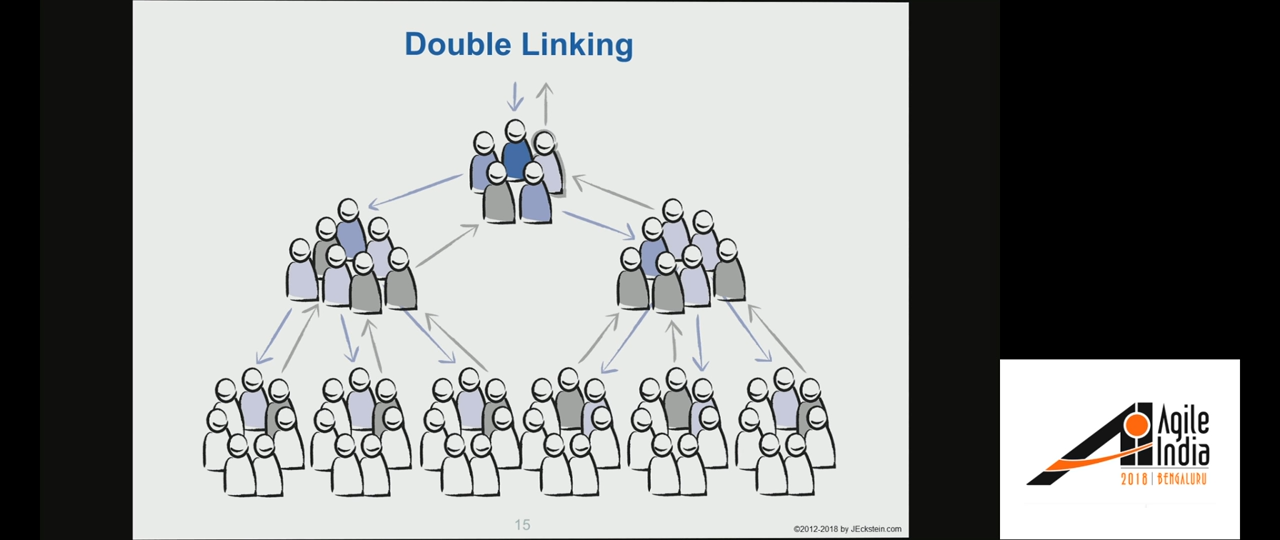 Double Linking
15
©2012-2018 by JEckstein.com
Agile
India
2018 | BENGALURU